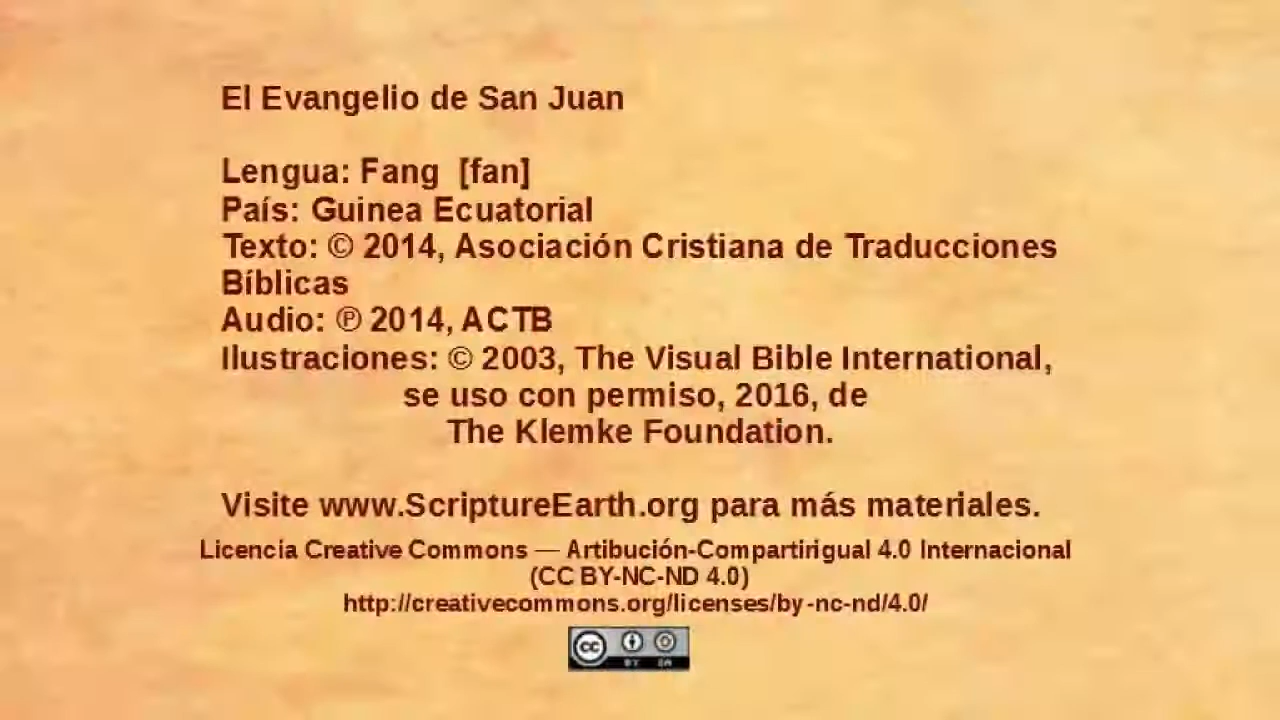 El Evangelio de San Juan
Lengua: Fang [fan]
País: Guinea Ecuatorial
Texto: © 2014, Asociación Cristiana de Traducciones
Bíblicas
Audio: ℗ 2014, ACTB
Ilustraciones: © 2003, The Visual Bible International,
se uso con permiso, 2016, de
The Klemke Foundation.
Visite www.ScriptureEarth.org para más materiales.
Licencia Creative Commons — Artibución-Compartirigual 4.0 Internacional
(CC BY-NC-ND 4.0)
http://creativecommons.org/licenses/by-nc-nd/4.0/
cc BY SA